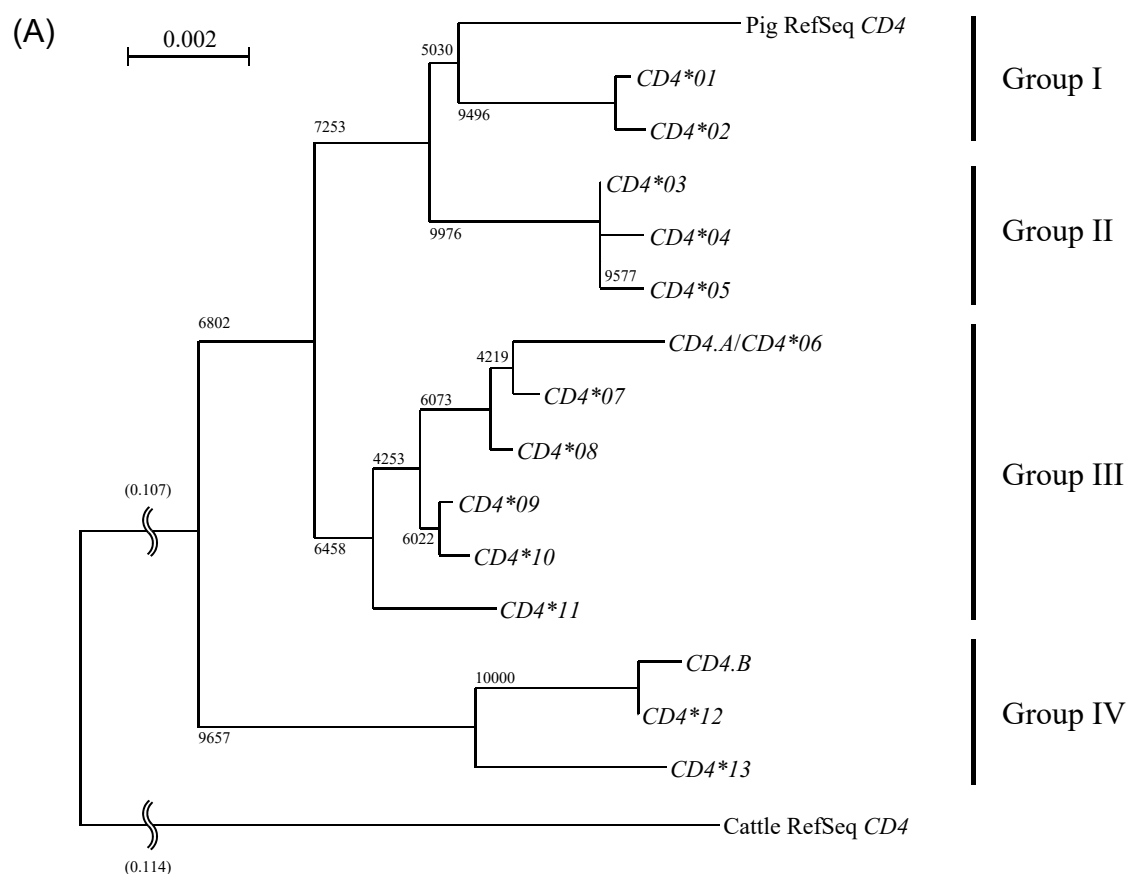 (A)
0.002
Pig RefSeq CD4
5030
CD4*01
Group I
9496
CD4*02
7253
CD4*03
9976
CD4*04
Group II
9577
CD4*05
6802
CD4.A/CD4*06
4219
CD4*07
6073
CD4*08
4253
Group III
(0.107)
CD4*09
6022
6458
CD4*10
CD4*11
CD4.B
10000
CD4*12
Group IV
9657
CD4*13
Cattle RefSeq CD4
(0.114)